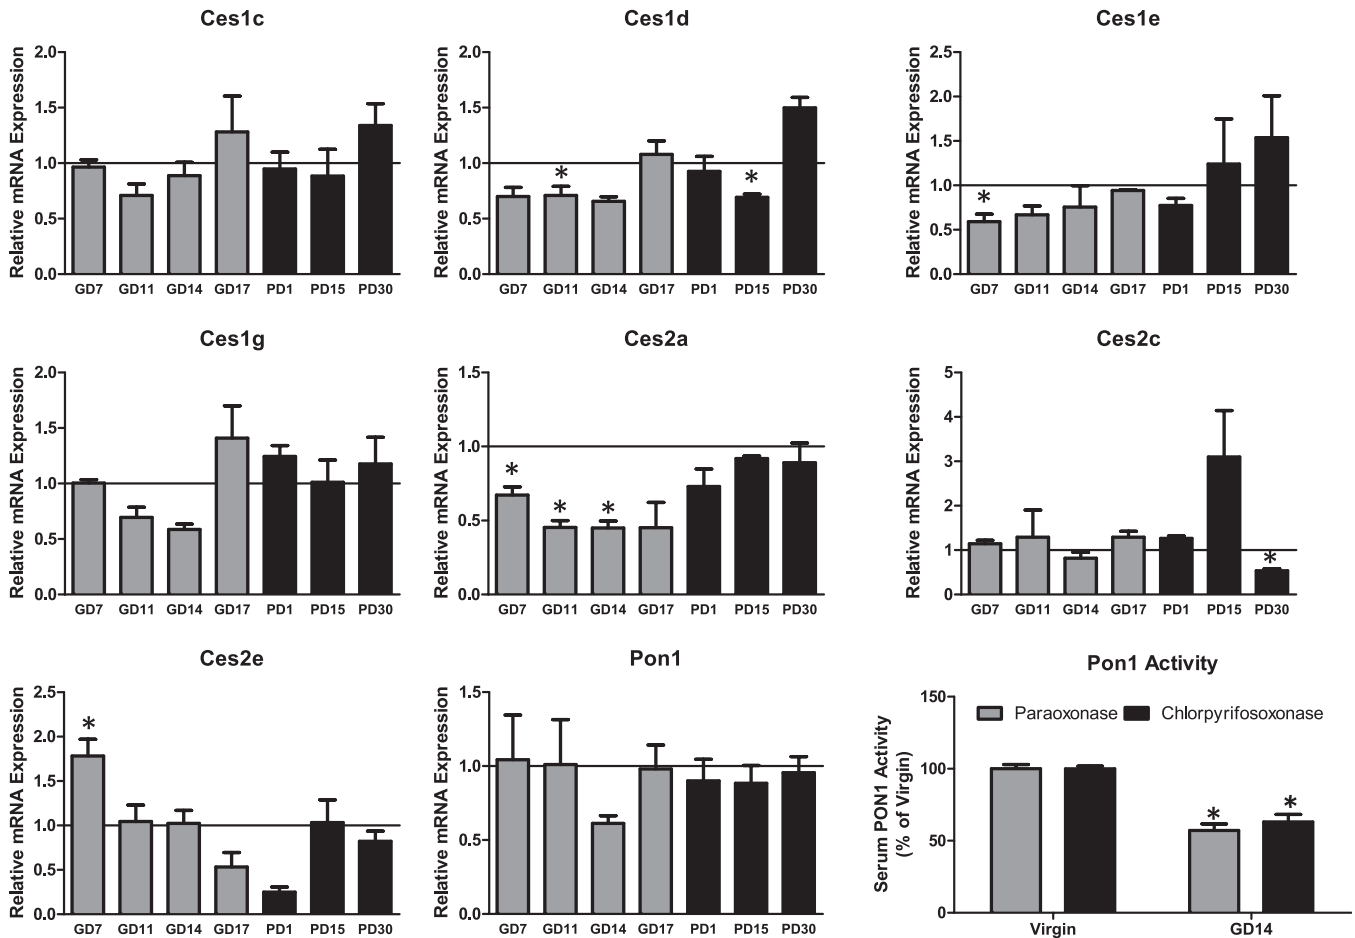 Ces1c
Relative mRNA Expression
2.0
1.5
1.0
0.5
0.0
GD7 GD11 GD14 GD17 PD1 PD15 PD30
Ces1d
Relative mRNA Expression
2.0
1.5
1.0
0.5
0.0
* *
GD7 GD11 GD14 GD17 PD1 PD15 PD30
Ces1e
Relative mRNA Expression
2.5
2.0
1.5
1.0
0.5
0.0
*
GD7 GD11 GD14 GD17 PD1 PD15 PD30
Ces1g
Relative mRNA Expression
2.0
1.5
1.0
0.5
0.0
GD7 GD11 GD14 GD17 PD1 PD15 PD30
Ces2a
Relative mRNA Expression
1.5
1.0
0.5
0.0
* * *
GD7 GD11 GD14 GD17 PD1 PD15 PD30
Ces2c
Relative mRNA Expression
5
4
3
2
1
0
*
GD7 GD11 GD14 GD17 PD1 PD15 PD30
Ces2e
Relative mRNA Expression
2.5
2.0
1.5
1.0
0.5
0.0
*
GD7 GD11 GD14 GD17 PD1 PD15 PD30
Pon1
Relative mRNA Expression
1.5
1.0
0.5
0.0
GD7 GD11 GD14 GD17 PD1 PD15 PD30
Pon1 Activity
Serum PON1 Activity
(% of Virgin)
150
100
50
0
Paraoxonase Chlorpyrifosoxonase
* *
Virgin GD14